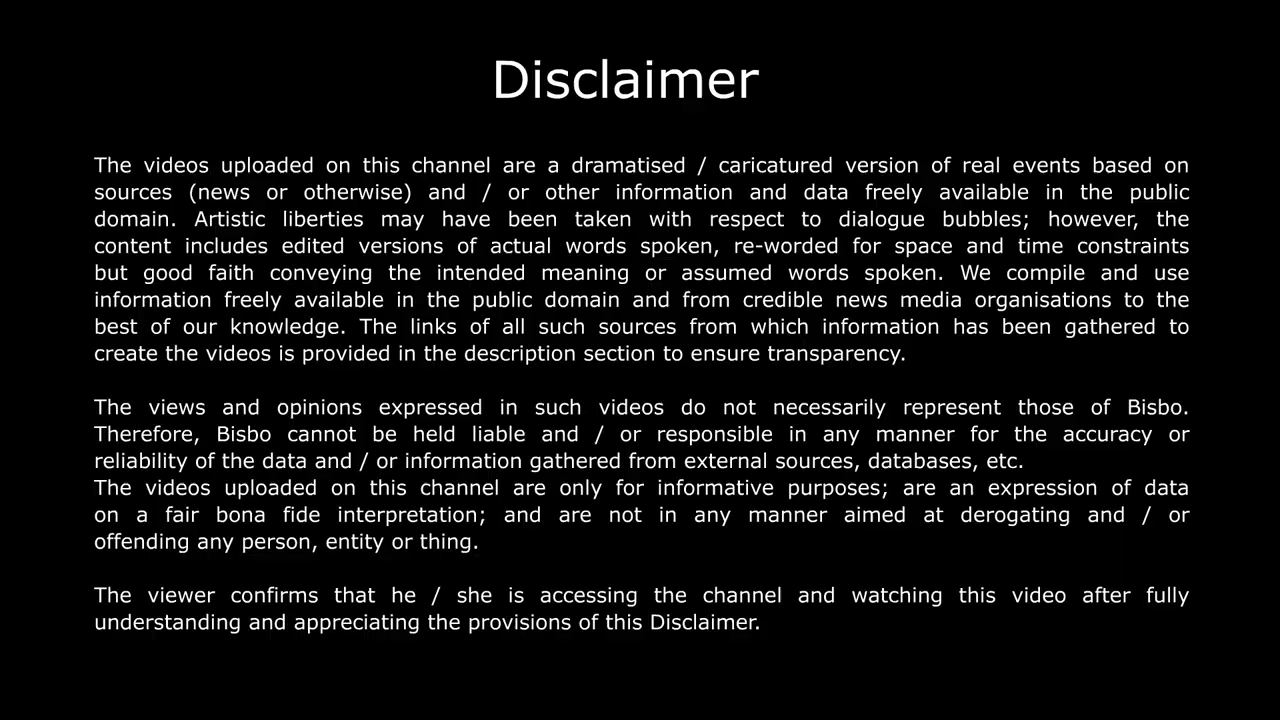 Disclaimer
The videos uploaded on this channel are a dramatised / caricatured version of real events based on
sources (news or otherwise) and / or other information and data freely available in the public
domain. Artistic liberties may have been taken with respect to dialogue bubbles; however, the
content includes edited versions of actual words spoken, re-worded for space and time constraints
but good faith conveying the intended meaning or assumed words spoken. We compile and use
information freely available in the public domain and from credible news media organisations to the
best of our knowledge. The links of all such sources from which information has been gathered to
create the videos is provided in the description section to ensure transparency.
The views and opinions expressed in such videos do not necessarily represent those of Bisbo.
Therefore, Bisbo cannot be held liable and / or responsible in any manner for the accuracy or
reliability of the data and / or information gathered from external sources, databases, etc.
The videos uploaded on this channel are only for informative purposes; are an expression of data
on a fair bona fide interpretation; and are not in any manner aimed at derogating and / or
offending any person, entity or thing.
The viewer confirms that he / she is accessing the channel and watching this video after fully
understanding and appreciating the provisions of this Disclaimer.